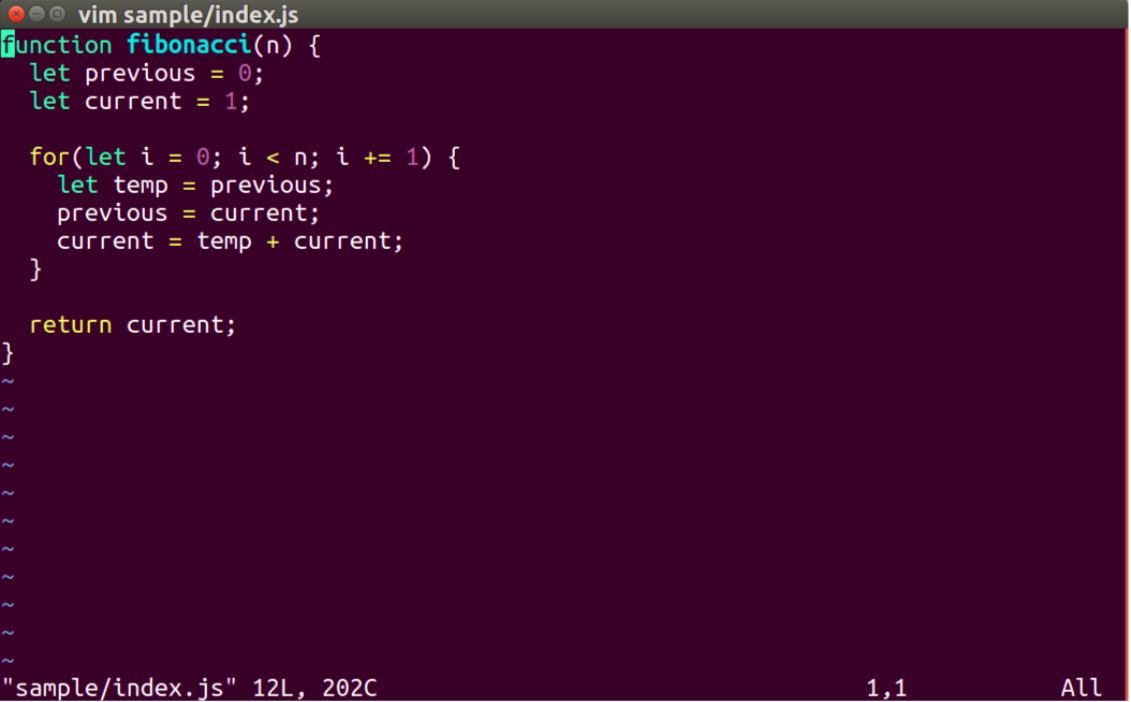 vim sample/index.js
function fibonacci(n) {
  let previous = 0;
  let current = 1;

  for(let i = 0; i < n; i += 1) {
    let temp = previous;
    previous = current;
    current = temp + current;
  }

  return current;
}
~
~
~
~
~
~
~
~
~
~
~
"sample/index.js" 12L, 202C 1,1 All